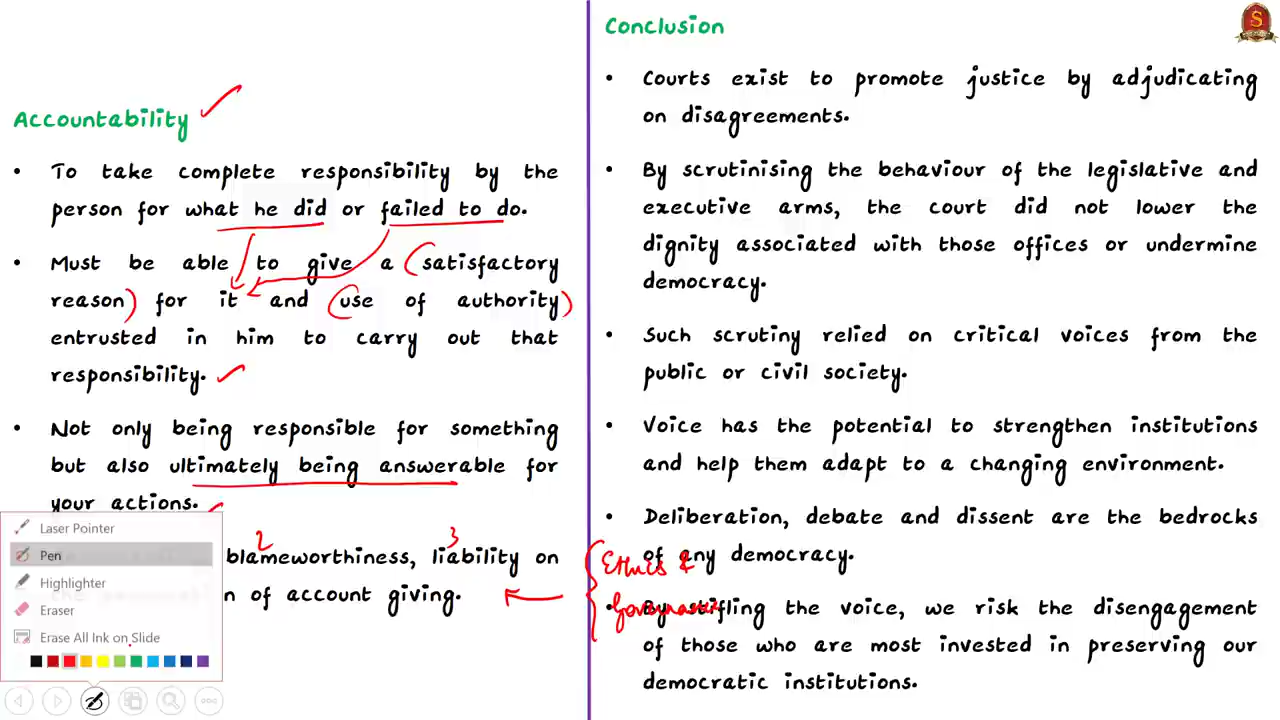 Accountability
• To take complete responsibility by the
person for what he did or failed to do.
• Must be able to give a (satisfactory
reason) for it and (use of authority)
entrusted in him to carry out that
responsibility.
• Not only being responsible for something
but also ultimately being answerable for
your actions.
2 3
blameworthiness, liability on
n of account giving.
Laser Pointer
Pen
Highlighter
Eraser
Erase All Ink on Slide
Conclusion
• Courts exist to promote justice by adjudicating
on disagreements.
• By scrutinising the behaviour of the legislative and
executive arms, the court did not lower the
dignity associated with those offices or undermine
democracy.
• Such scrutiny relied on critical voices from the
public or civil society.
• Voice has the potential to strengthen institutions
and help them adapt to a changing environment.
• Deliberation, debate and dissent are the bedrocks
of any democracy.
• By stifling the voice, we risk the disengagement
of those who are most invested in preserving our
democratic institutions.
Ethics &
Governance
S